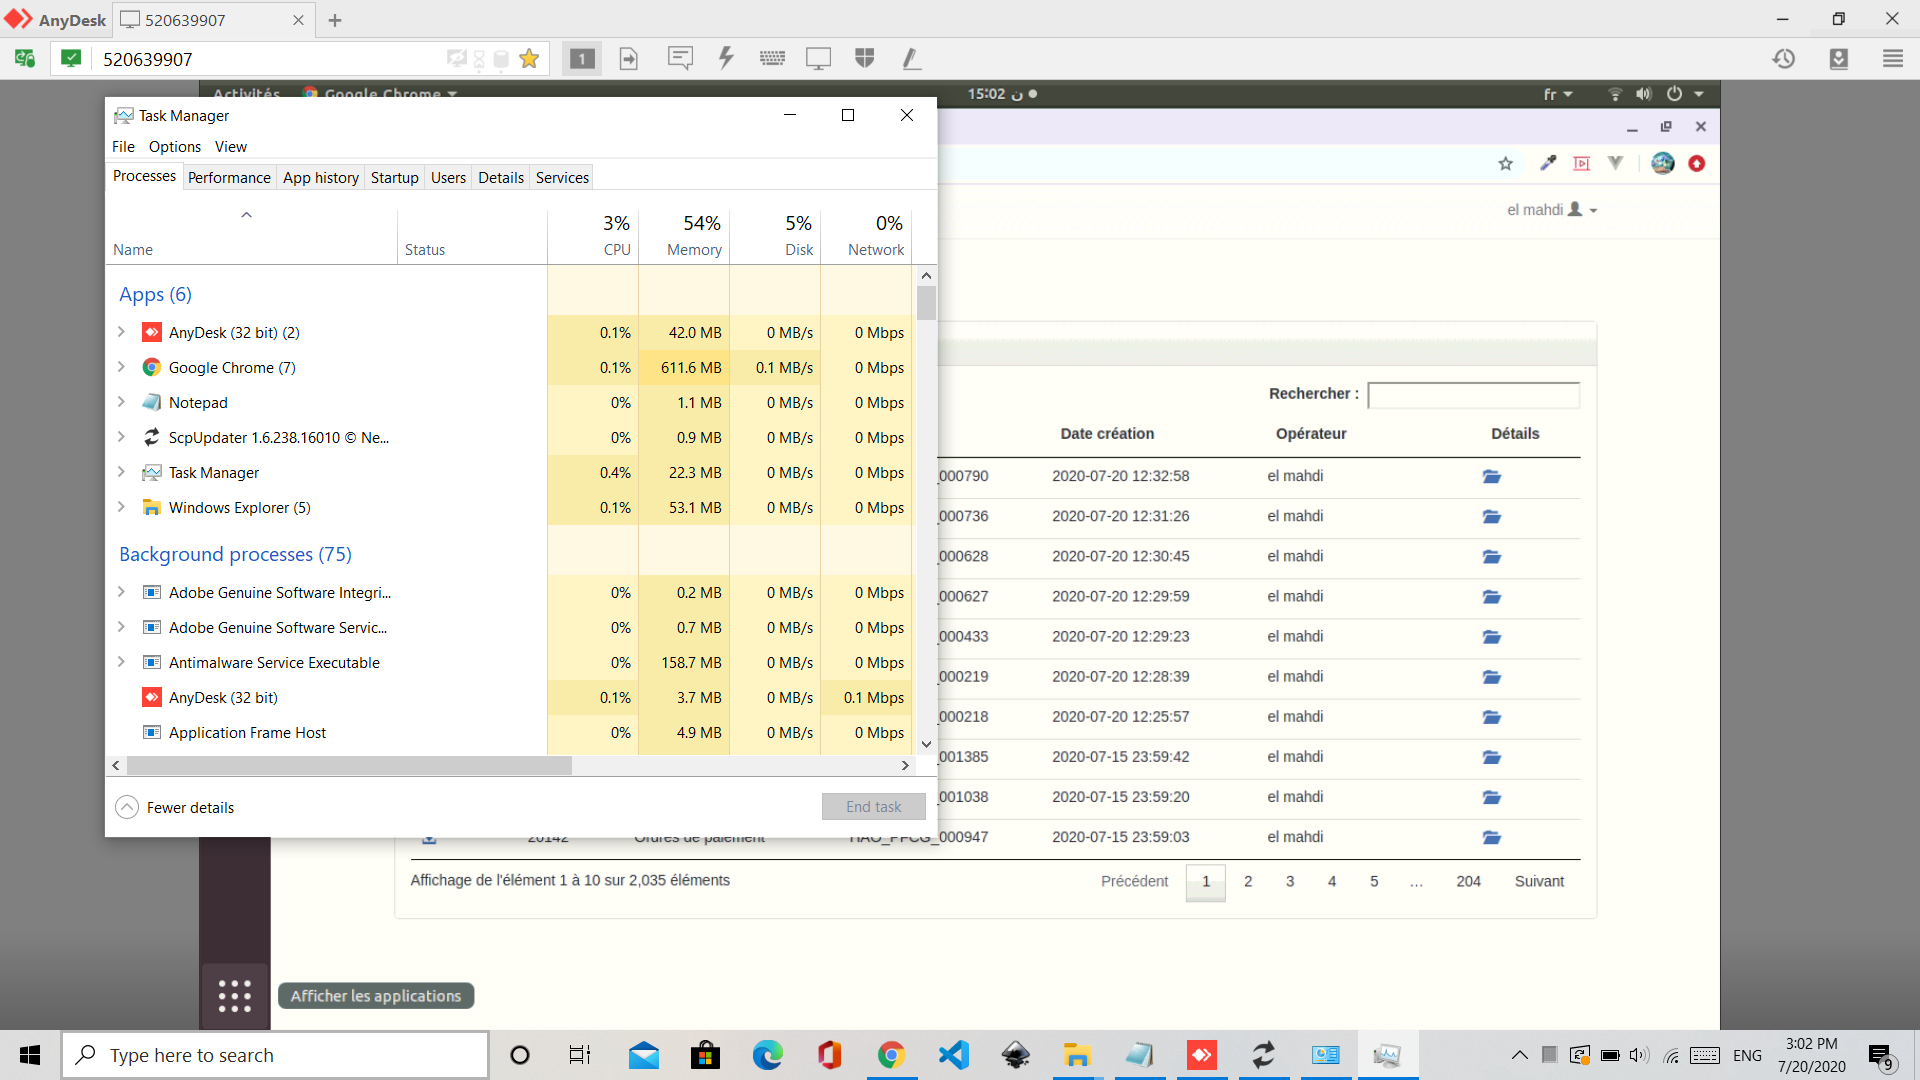 AnyDesk 520639907
520639907
1
Activités Google Chrome 15:02 ن fr
Task Manager
File Options View
Processes Performance App history Startup Users Details Services
3% 54% 5% 0%
Name Status CPU Memory Disk Network
Apps (6)
AnyDesk (32 bit) (2) 0.1% 42.0 MB 0 MB/s 0 Mbps
Google Chrome (7) 0.1% 611.6 MB 0.1 MB/s 0 Mbps
Notepad 0% 1.1 MB 0 MB/s 0 Mbps
ScpUpdater 1.6.238.16010 © Ne... 0% 0.9 MB 0 MB/s 0 Mbps
Task Manager 0.4% 22.3 MB 0 MB/s 0 Mbps
Windows Explorer (5) 0.1% 53.1 MB 0 MB/s 0 Mbps
Background processes (75)
Adobe Genuine Software Integri... 0% 0.2 MB 0 MB/s 0 Mbps
Adobe Genuine Software Servic... 0% 0.7 MB 0 MB/s 0 Mbps
Antimalware Service Executable 0% 158.7 MB 0 MB/s 0 Mbps
AnyDesk (32 bit) 0.1% 3.7 MB 0 MB/s 0.1 Mbps
Application Frame Host 0% 4.9 MB 0 MB/s 0 Mbps
Fewer details End task
el mahdi
Rechercher :
Date création Opérateur Détails
_000790 2020-07-20 12:32:58 el mahdi
_000736 2020-07-20 12:31:26 el mahdi
_000628 2020-07-20 12:30:45 el mahdi
_000627 2020-07-20 12:29:59 el mahdi
_000433 2020-07-20 12:29:23 el mahdi
_000219 2020-07-20 12:28:39 el mahdi
_000218 2020-07-20 12:25:57 el mahdi
_001385 2020-07-15 23:59:42 el mahdi
_001038 2020-07-15 23:59:20 el mahdi
20142 Ordres de paiement _000947 2020-07-15 23:59:03 el mahdi
Affichage de l'élément 1 à 10 sur 2,035 éléments Précédent 1 2 3 4 5 … 204 Suivant
Afficher les applications
Type here to search ENG 3:02 PM
7/20/2020 9